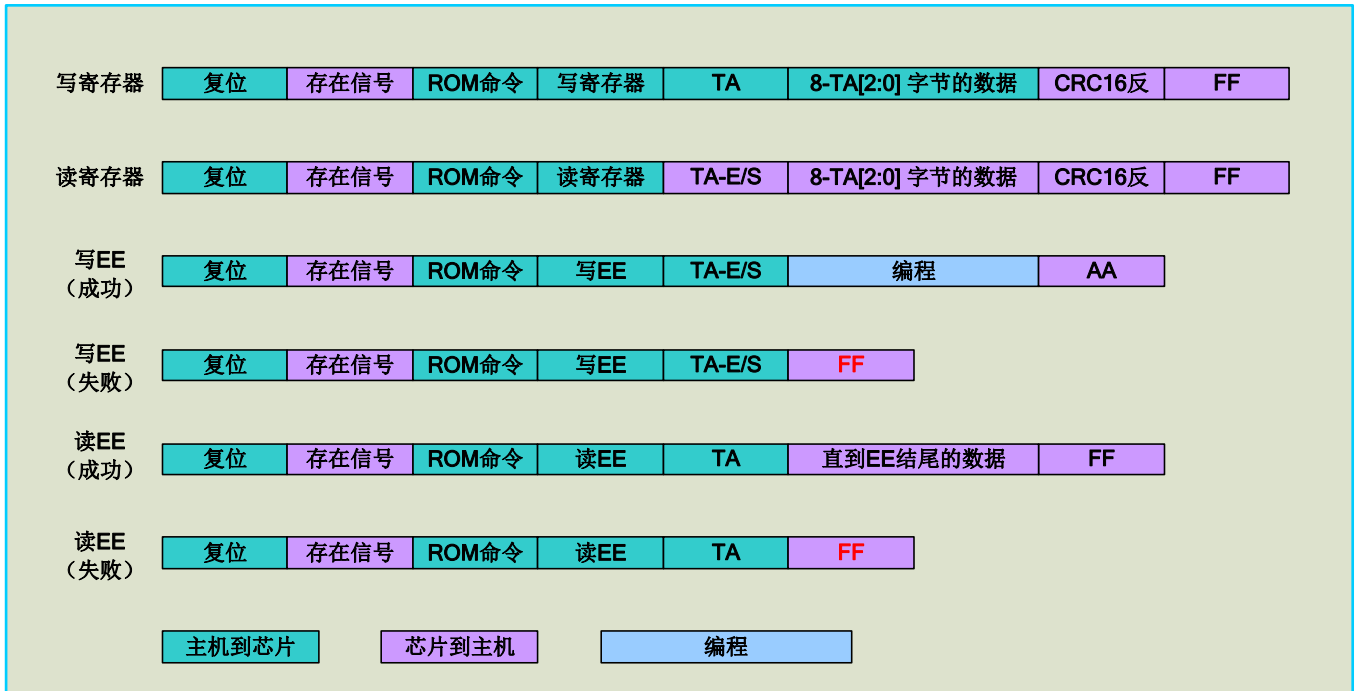 写寄存器 复位 存在信号 ROM命令 写寄存器 TA 8-TA[2:0] 字节的数据 CRC16反 FF
读寄存器 复位 存在信号 ROM命令 读寄存器 TA-E/S 8-TA[2:0] 字节的数据 CRC16反 FF
写EE
（成功） 复位 存在信号 ROM命令 写EE TA-E/S 编程 AA
写EE
（失败） 复位 存在信号 ROM命令 写EE TA-E/S FF
读EE
（成功） 复位 存在信号 ROM命令 读EE TA 直到EE结尾的数据 FF
读EE
（失败） 复位 存在信号 ROM命令 读EE TA FF
主机到芯片 芯片到主机 编程